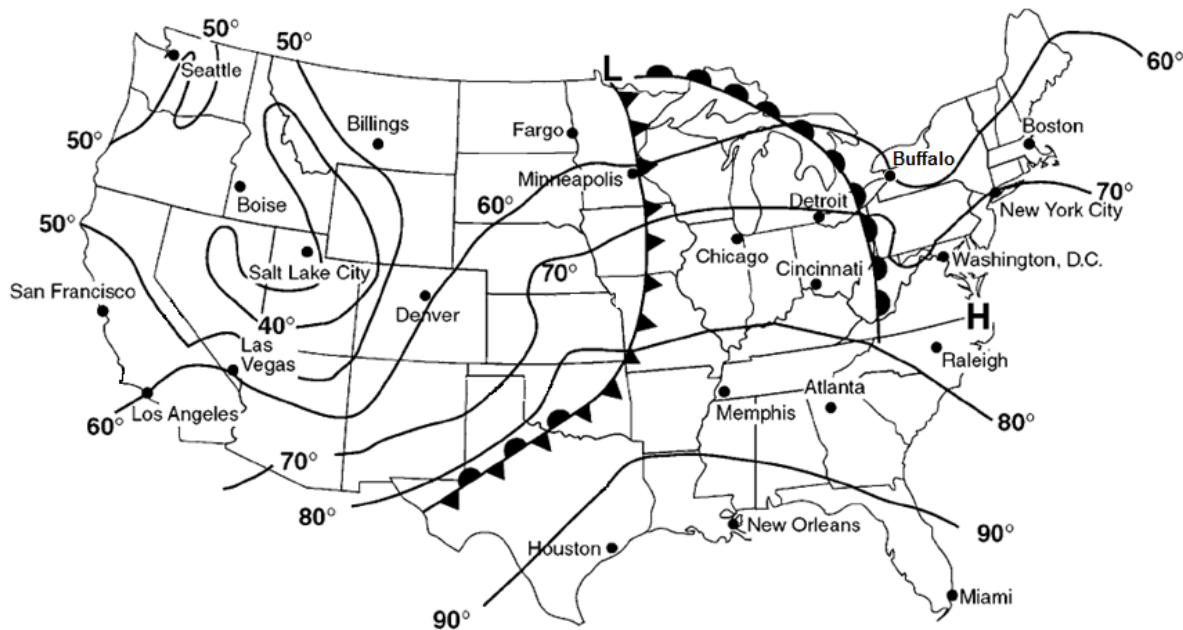 50°
50°
L
60°
Seattle
Billings
Fargo
Boston
50°
Buffalo
Minneapolis
Boise
Detroit
70°
60°
New York City
50°
Chicago
Washington, D.C.
Salt Lake City
70°
Cincinnati
San Francisco
Denver
H
40°
Las
Vegas
Raleigh
Atlanta
60°
Los Angeles
Memphis
80°
70°
80°
New Orleans
90°
Houston
Miami
90°